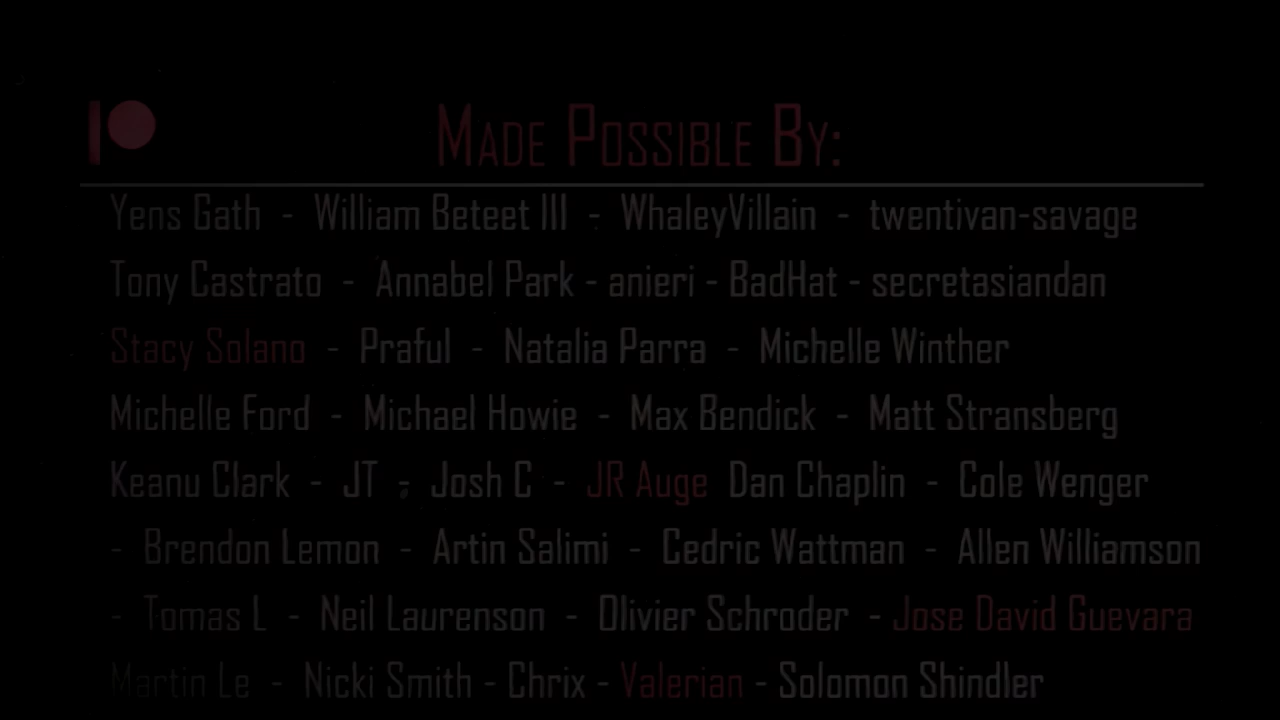 Made Possible By:
Yens Gath - William Beteet III - WhaleyVillain - twentivan-savage
Tony Castrato - Annabel Park - anieri - BadHat - secretasiandan
Stacy Solano - Praful - Natalia Parra - Michelle Winther
Michelle Ford - Michael Howie - Max Bendick - Matt Stransberg
Keanu Clark - JT - Josh C - JR Auge Dan Chaplin - Cole Wenger
- Brendon Lemon - Artin Salimi - Cedric Wattman - Allen Williamson
- Tomas L - Neil Laurenson - Olivier Schroder - Jose David Guevara
Martin Le - Nicki Smith - Chrix - Valerian - Solomon Shindler